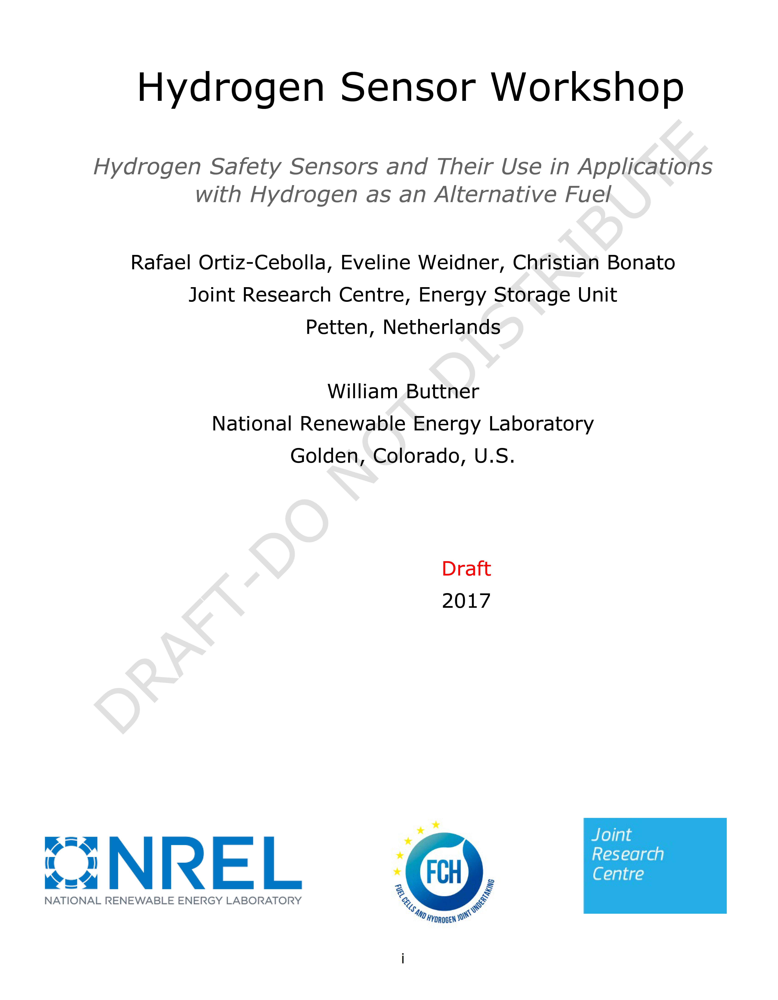 Hydrogen Sensor Workshop
Hydrogen Safety Sensors and Their Use in Applications
with Hydrogen as an Alternative Fuel
Rafael Ortiz-Cebolla, Eveline Weidner, Christian Bonato
Joint Research Centre, Energy Storage Unit
Petten, Netherlands
William Buttner
National Renewable Energy Laboratory
Golden, Colorado, U.S.
DRAFT-DO NOT DISTRIBUTE
Draft
2017
NREL
NATIONAL RENEWABLE ENERGY LABORATORY
FCH
FUEL CELLS AND HYDROGEN JOINT UNDERTAKING
Joint
Research
Centre
i